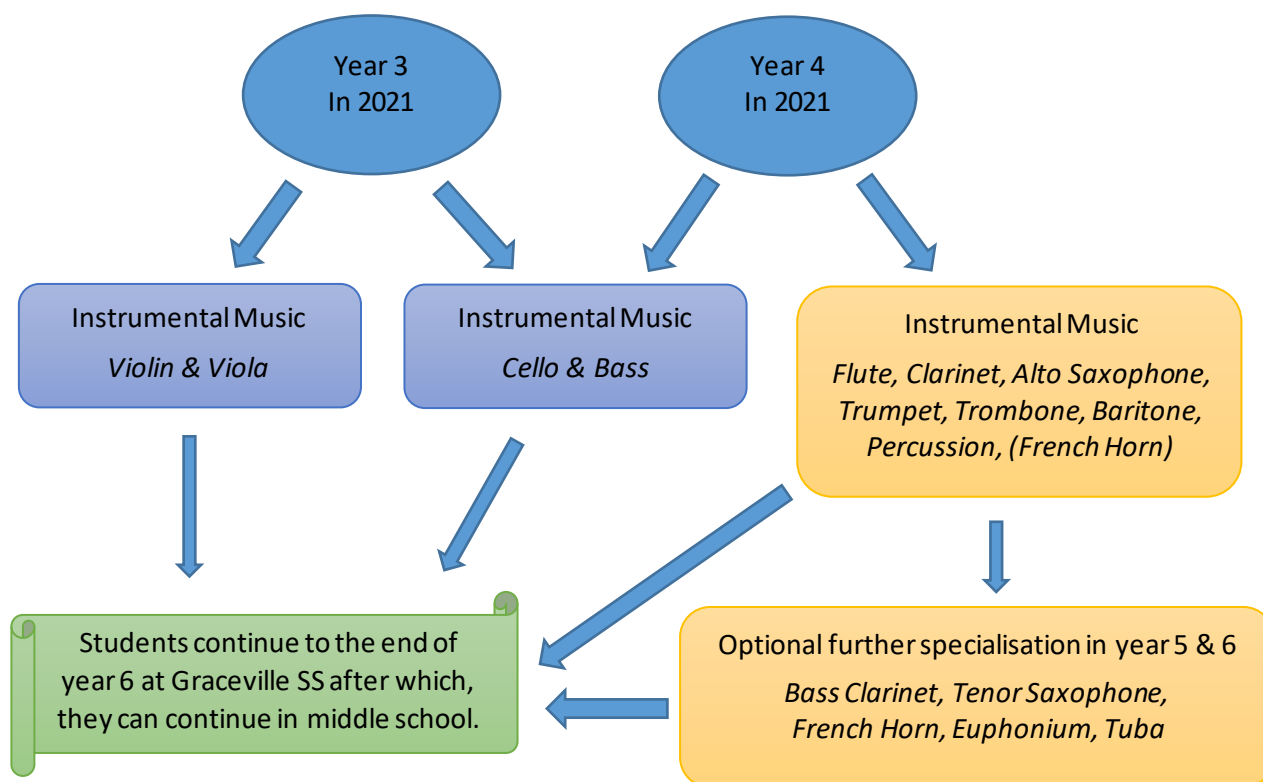 Year 3
In 2021
Year 4
In 2021
Instrumental Music
Violin & Viola
Instrumental Music
Cello & Bass
Instrumental Music
Flute, Clarinet, Alto Saxophone,
Trumpet, Trombone, Baritone,
Percussion, (French Horn)
Students continue to the end of
year 6 at Graceville SS after which,
they can continue in middle school.
Optional further specialisation in year 5 & 6
Bass Clarinet, Tenor Saxophone,
French Horn, Euphonium, Tuba